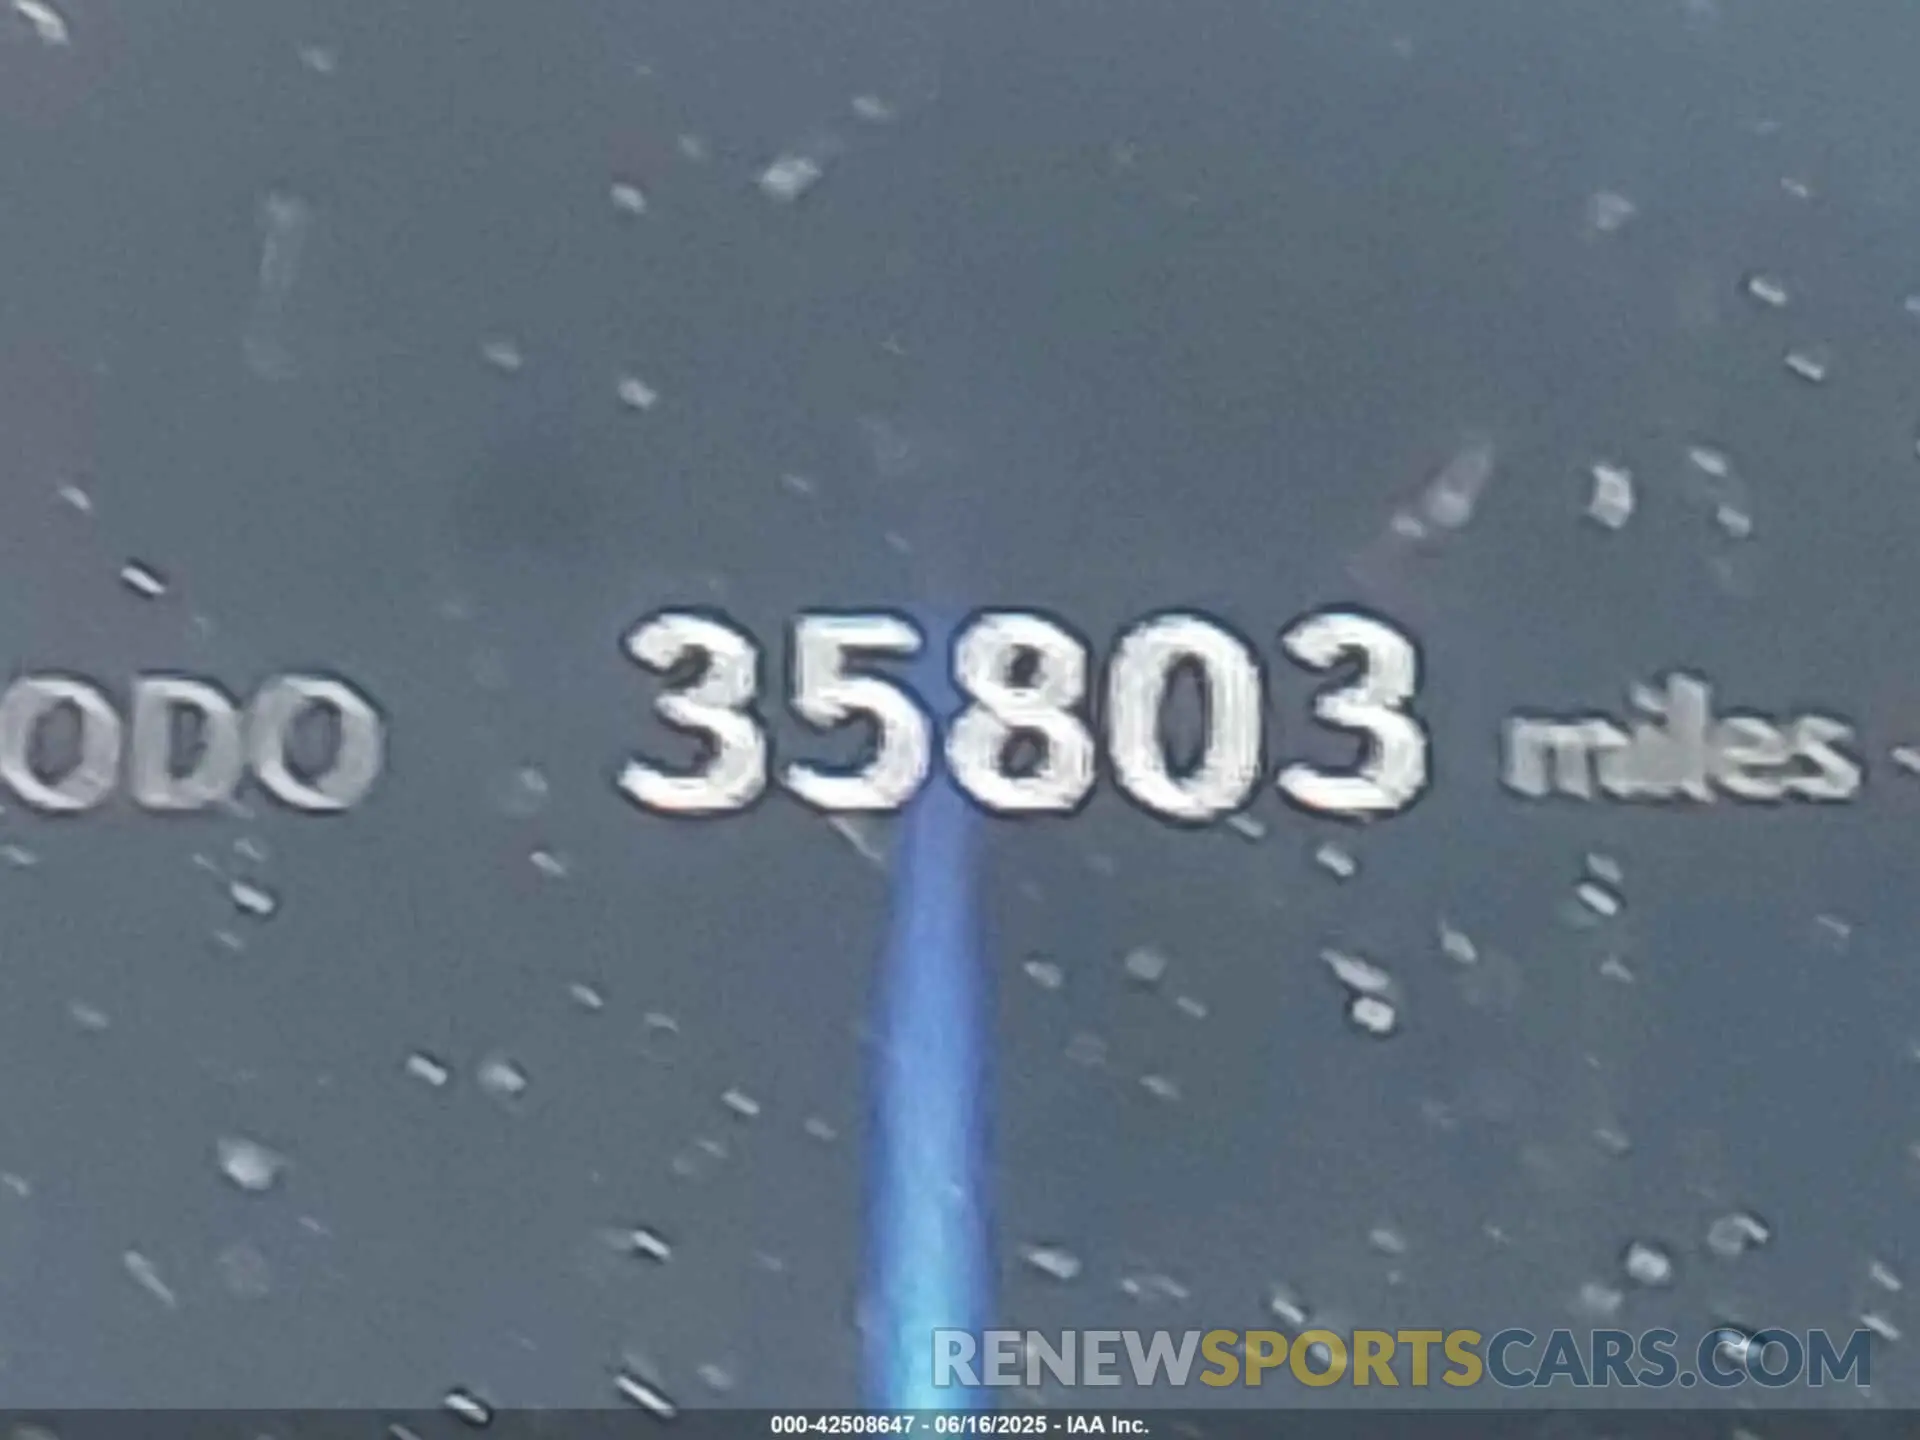 ODO 35803 miles
RENEWSPORTSCARS.COM
000-42508647 - 06/16/2025 - IAA Inc.